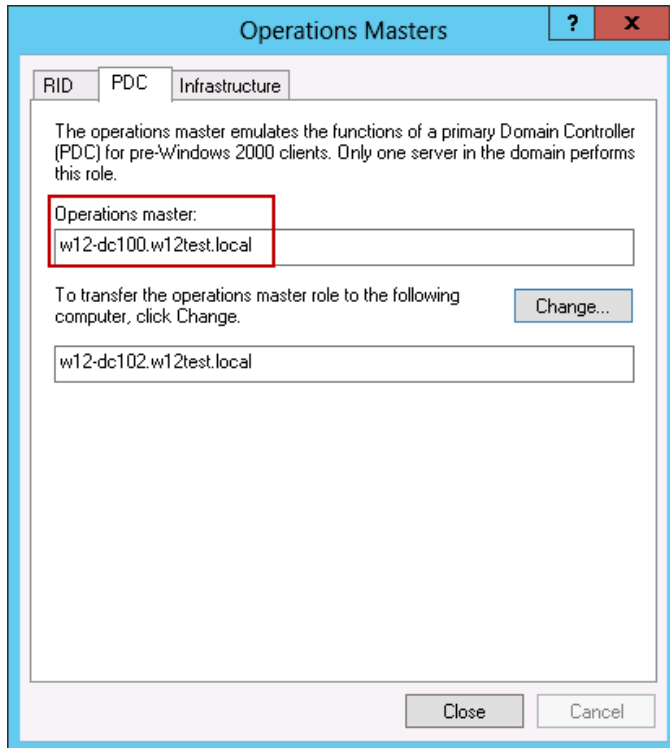 Operations Masters
? x
RID PDC Infrastructure
The operations master emulates the functions of a primary Domain Controller
(PDC) for pre-Windows 2000 clients. Only one server in the domain performs
this role.
Operations master:
w12-dc100.w12test.local
To transfer the operations master role to the following
computer, click Change.
Change...
w12-dc102.w12test.local
Close Cancel